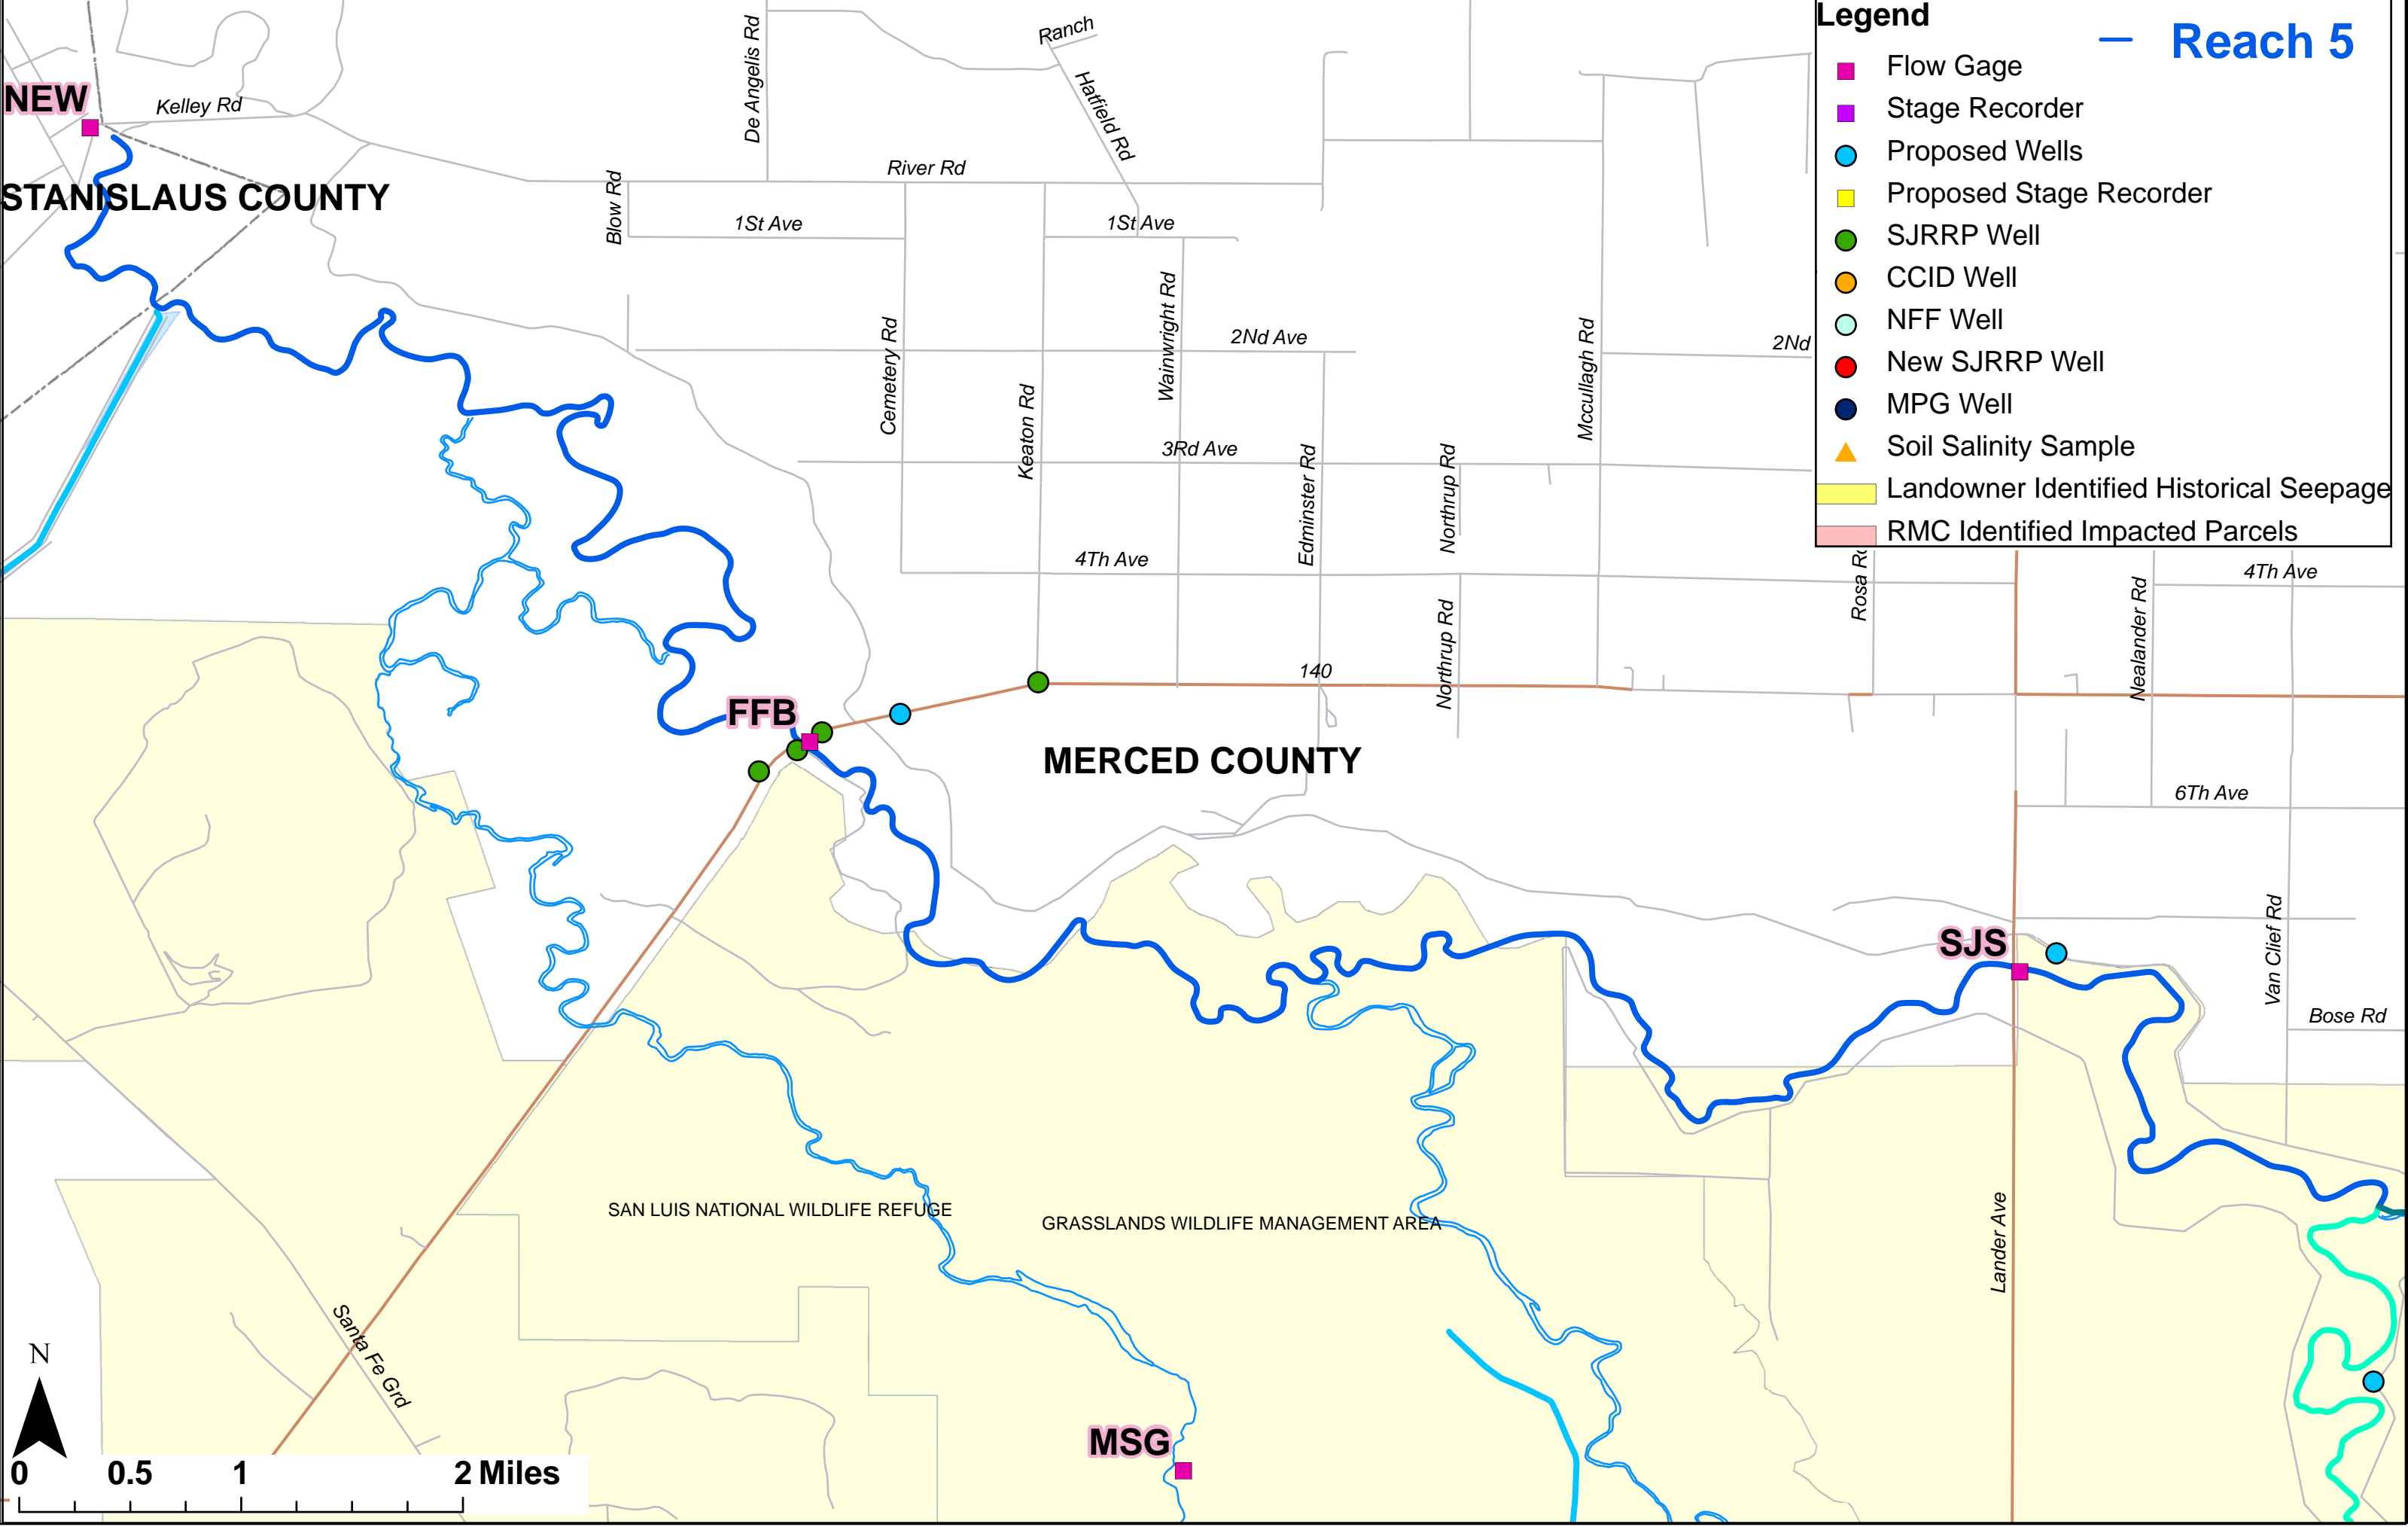 Legend
Reach 5
Flow Gage
Stage Recorder
Proposed Wells
Proposed Stage Recorder
SJRRP Well
CCID Well
NFF Well
New SJRRP Well
MPG Well
Soil Salinity Sample
Landowner Identified Historical Seepage
RMC Identified Impacted Parcels
NEW
Kelley Rd
De Angelis Rd
Ranch
Hatfield Rd
STANISLAUS COUNTY
River Rd
Blow Rd
1St Ave
1St Ave
Wainwright Rd
2Nd Ave
2Nd
Cemetery Rd
Mccullagh Rd
Keaton Rd
3Rd Ave
Edminster Rd
Northrup Rd
4Th Ave
4Th Ave
Rosa Rd
Nealander Rd
Northrup Rd
140
FFB
MERCED COUNTY
6Th Ave
SJS
Van Clief Rd
Bose Rd
SAN LUIS NATIONAL WILDLIFE REFUGE
GRASSLANDS WILDLIFE MANAGEMENT AREA
Lander Ave
Santa Fe Grd
N
MSG
0 0.5 1 2 Miles